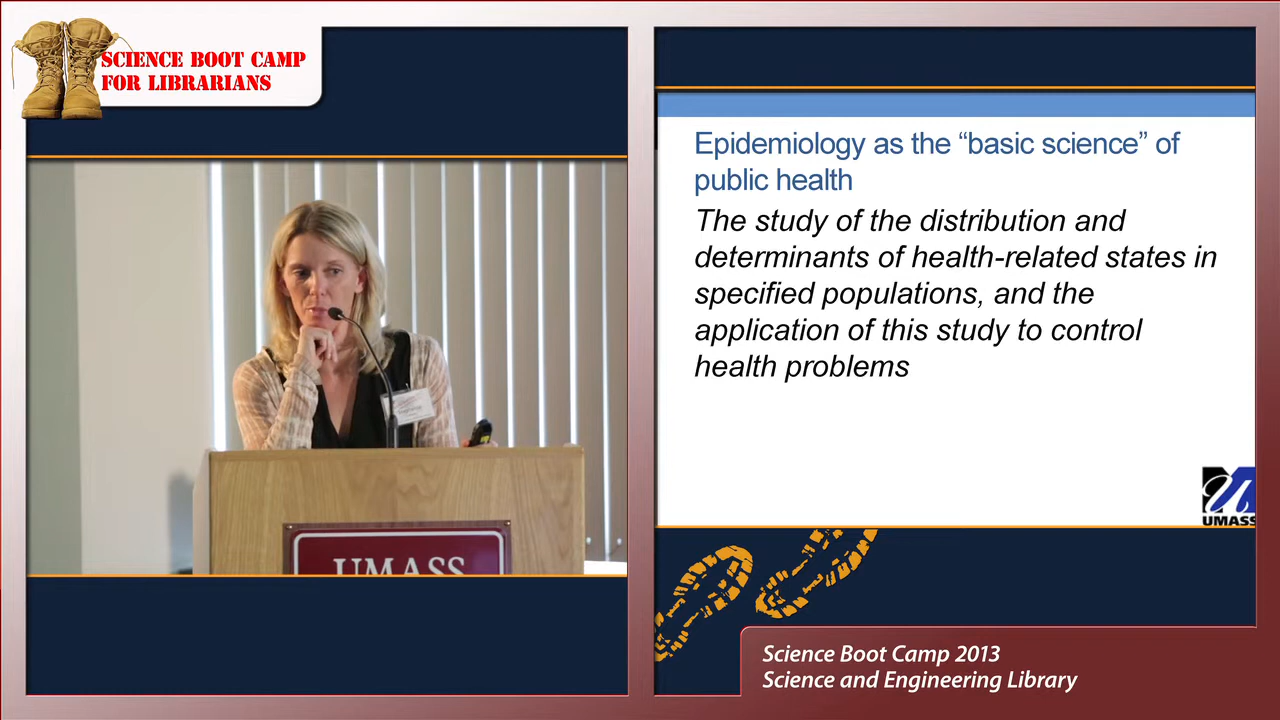 SCIENCE BOOT CAMP
FOR LIBRARIANS
UMASS
Epidemiology as the “basic science” of
public health
The study of the distribution and
determinants of health-related states in
specified populations, and the
application of this study to control
health problems
UMASS
Science Boot Camp 2013
Science and Engineering Library